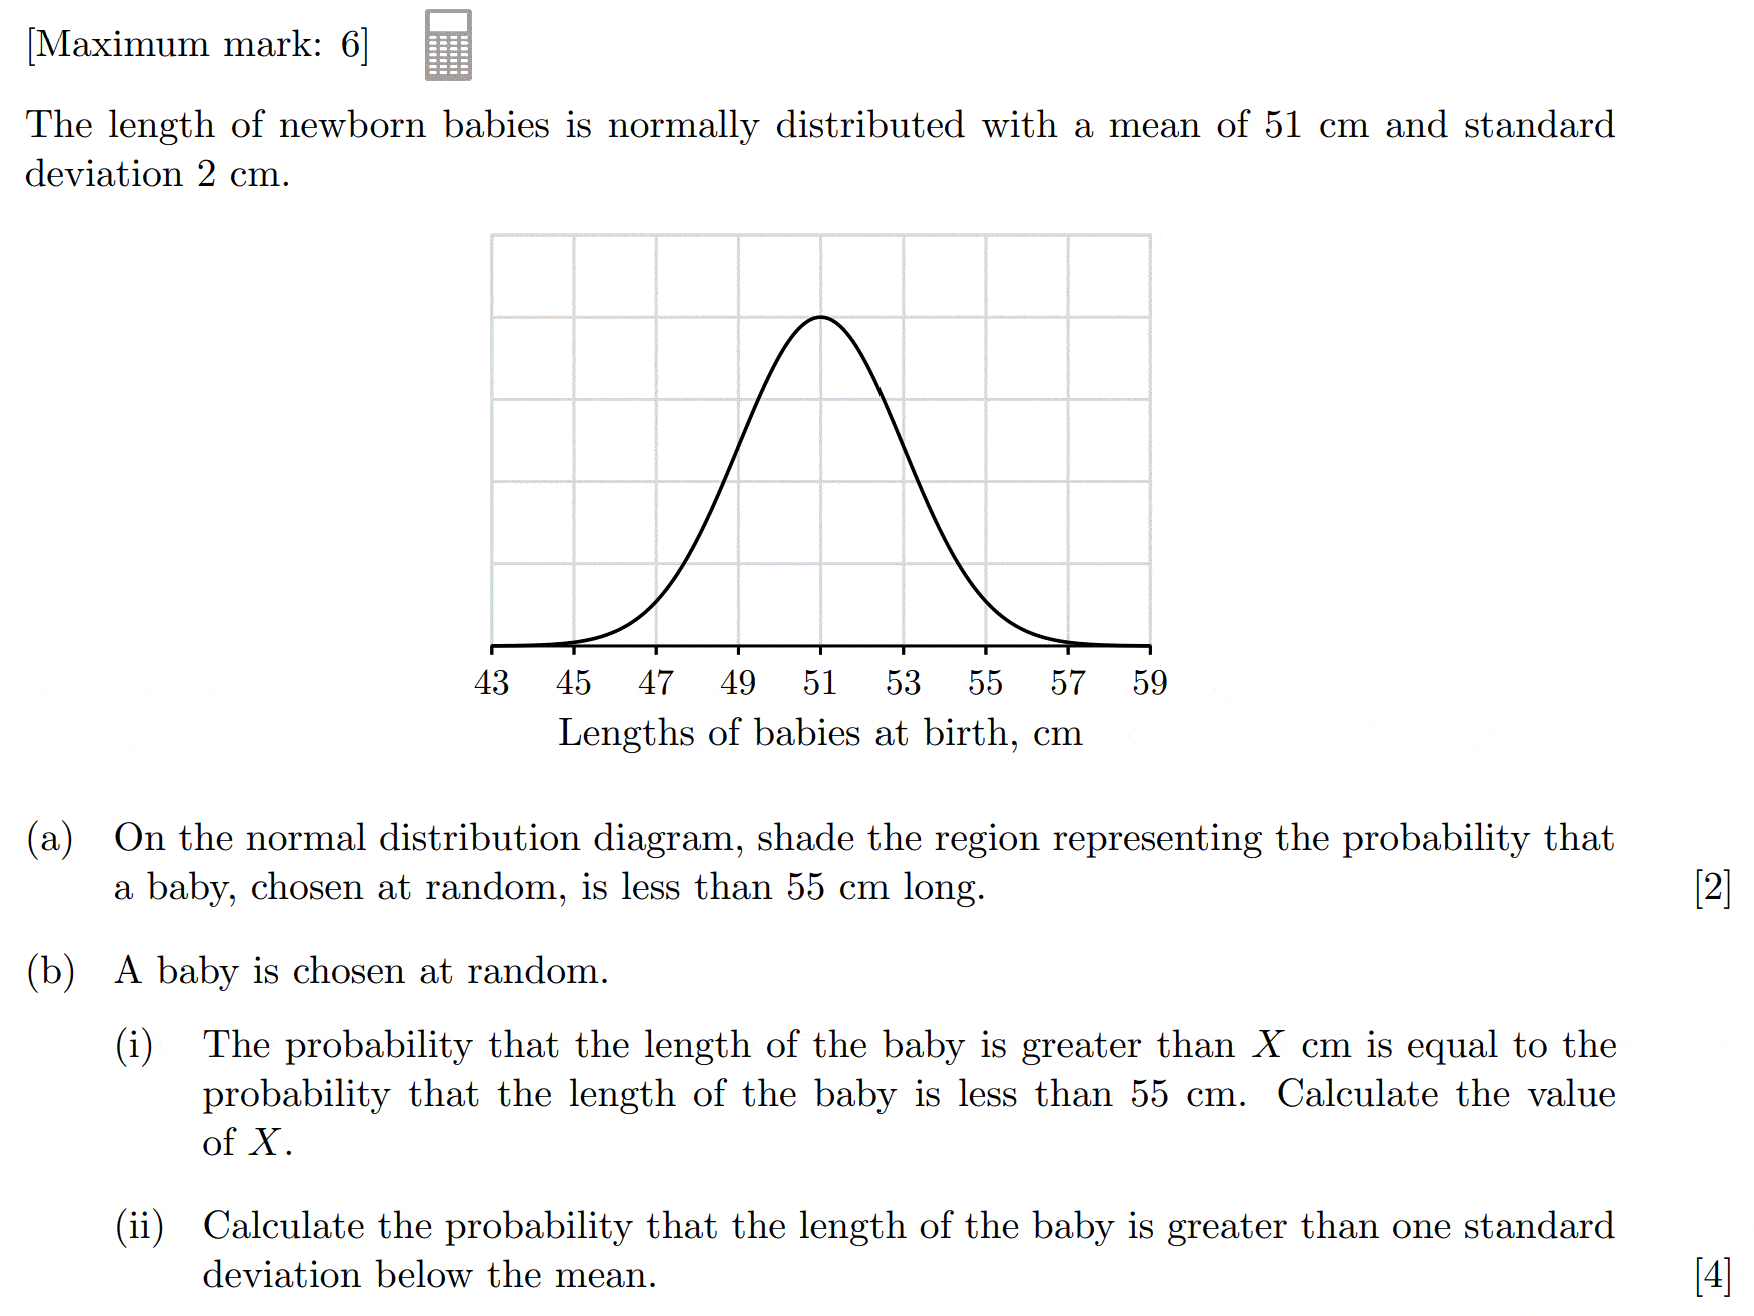 [Maximum mark: 6]
The length of newborn babies is normally distributed with a mean of 51 cm and standard
deviation 2 cm.
43 45 47 49 51 53 55 57 59
Lengths of babies at birth, cm
(a) On the normal distribution diagram, shade the region representing the probability that
a baby, chosen at random, is less than 55 cm long. [2]
(b) A baby is chosen at random.
(i) The probability that the length of the baby is greater than X cm is equal to the
probability that the length of the baby is less than 55 cm. Calculate the value
of X.
(ii) Calculate the probability that the length of the baby is greater than one standard
deviation below the mean. [4]